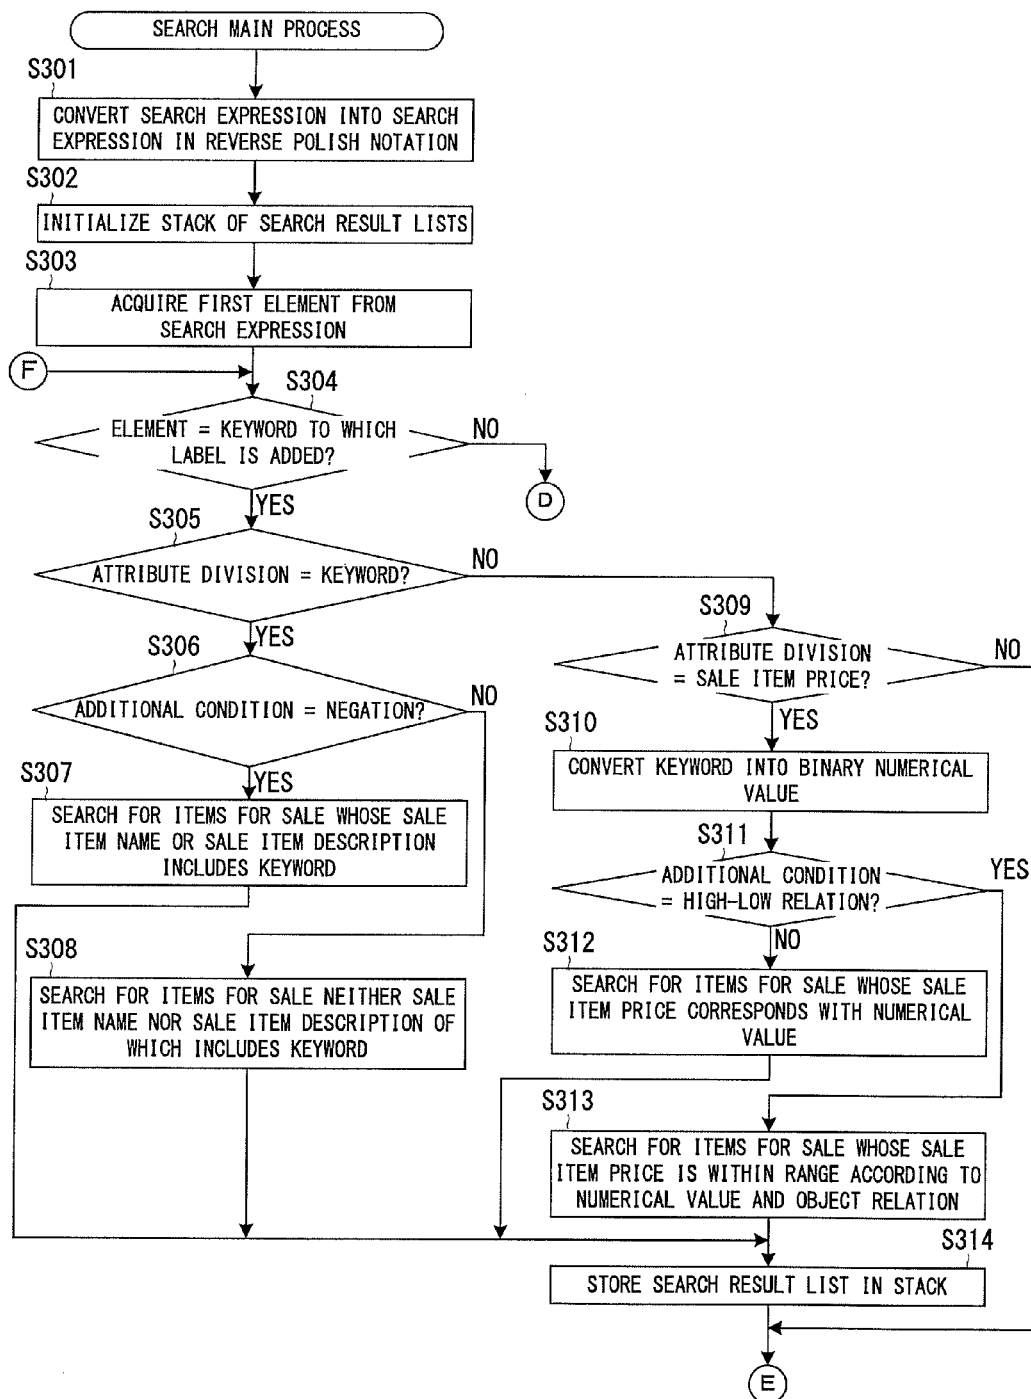 SEARCH MAIN PROCESS
S301
CONVERT SEARCH EXPRESSION INTO SEARCH
EXPRESSION IN REVERSE POLISH NOTATION
S302
INITIALIZE STACK OF SEARCH RESULT LISTS
S303
ACQUIRE FIRST ELEMENT FROM
SEARCH EXPRESSION
F
S304
ELEMENT = KEYWORD TO WHICH
LABEL IS ADDED?
NO
D
YES
S305
ATTRIBUTE DIVISION = KEYWORD?
NO
YES
S306
ADDITIONAL CONDITION = NEGATION?
NO
YES
S307
SEARCH FOR ITEMS FOR SALE WHOSE SALE
ITEM NAME OR SALE ITEM DESCRIPTION
INCLUDES KEYWORD
S308
SEARCH FOR ITEMS FOR SALE NEITHER SALE
ITEM NAME NOR SALE ITEM DESCRIPTION OF
WHICH INCLUDES KEYWORD
S309
ATTRIBUTE DIVISION
= SALE ITEM PRICE?
NO
YES
S310
CONVERT KEYWORD INTO BINARY NUMERICAL
VALUE
S311
ADDITIONAL CONDITION
= HIGH-LOW RELATION?
YES
NO
S312
SEARCH FOR ITEMS FOR SALE WHOSE SALE
ITEM PRICE CORRESPONDS WITH NUMERICAL
VALUE
S313
SEARCH FOR ITEMS FOR SALE WHOSE SALE
ITEM PRICE IS WITHIN RANGE ACCORDING TO
NUMERICAL VALUE AND OBJECT RELATION
S314
STORE SEARCH RESULT LIST IN STACK
E